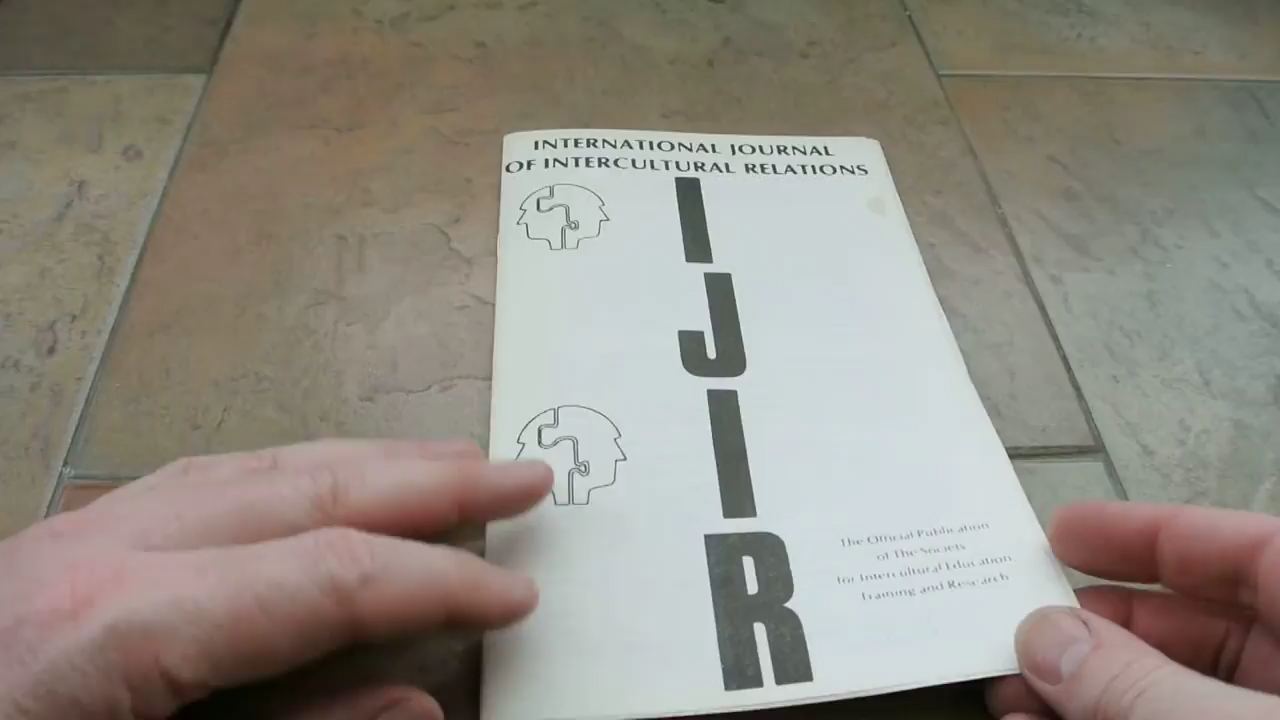 INTERNATIONAL JOURNAL
OF INTERCULTURAL RELATIONS
I
J
I
R
The Official Publication
of The Society
for Intercultural Education
Training and Research